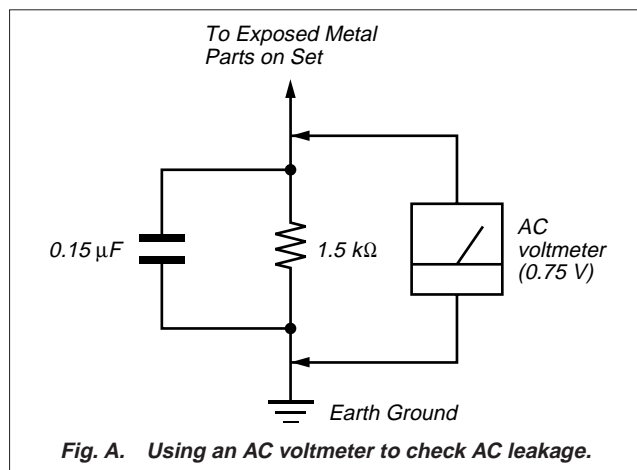 To Exposed Metal
Parts on Set
0.15 µF
1.5 kΩ
AC
voltmeter
(0.75 V)
Earth Ground
Fig. A. Using an AC voltmeter to check AC leakage.